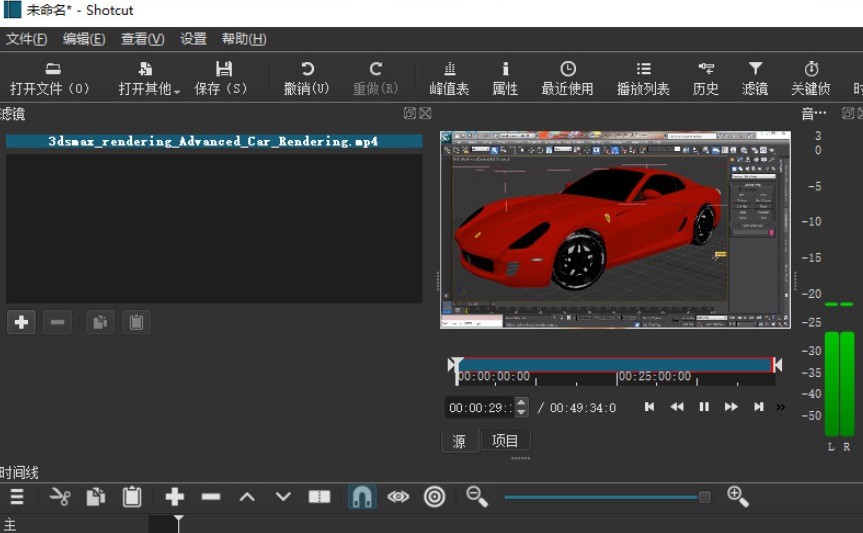 未命名* - Shotcut
文件(F) 编辑(E) 查看(V) 设置 帮助(H)
打开文件 (O) 打开其他 保存 (S) 撤销(U) 重做(R) 峰值表 属性 最近使用 播放列表 历史 滤镜 关键侦
滤镜
音…
3dsmax_rendering_Advanced_Car_Rendering.mp4
3
0
-5
-10
-15
-20
-25
-30
-35
-40
-50
L R
00:00:00:00 00:25:00:00
00:00:29: / 00:49:34:0
源 项目
时间线
主